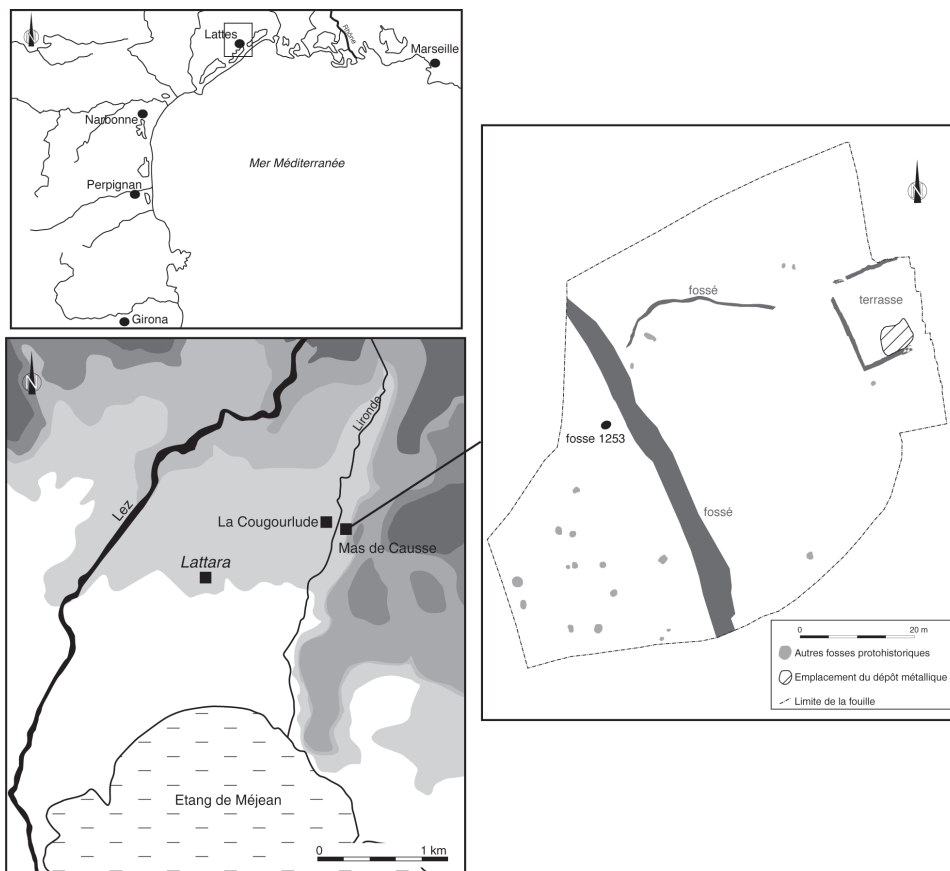 N
Lattes
Rhône
Marseille
Narbonne
Mer Méditerranée
Perpignan
Girona
N
Lironde
Lez
La Cougourlude
Mas de Causse
Lattara
Etang de Méjean
0 1 km
N
fossé
terrasse
fosse 1253
fossé
0 20 m
Autres fosses protohistoriques
Emplacement du dépôt métallique
Limite de la fouille